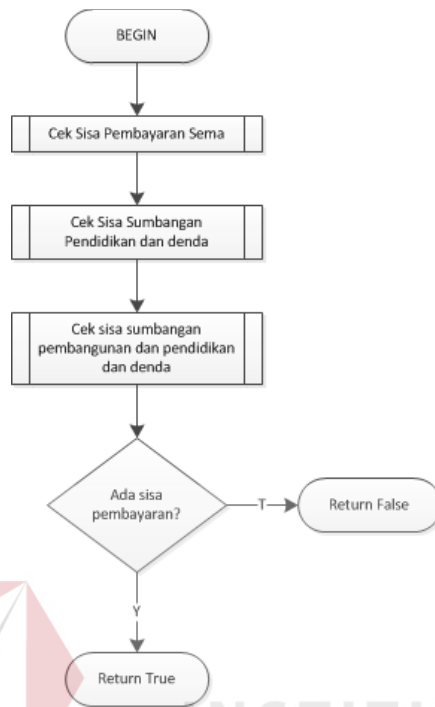 BEGIN
Cek Sisa Pembayaran Sema
Cek Sisa Sumbangan
Pendidikan dan denda
Cek sisa sumbangan
pembangunan dan pendidikan
dan denda
Ada sisa
pembayaran?
T
Return False
Y
Return True